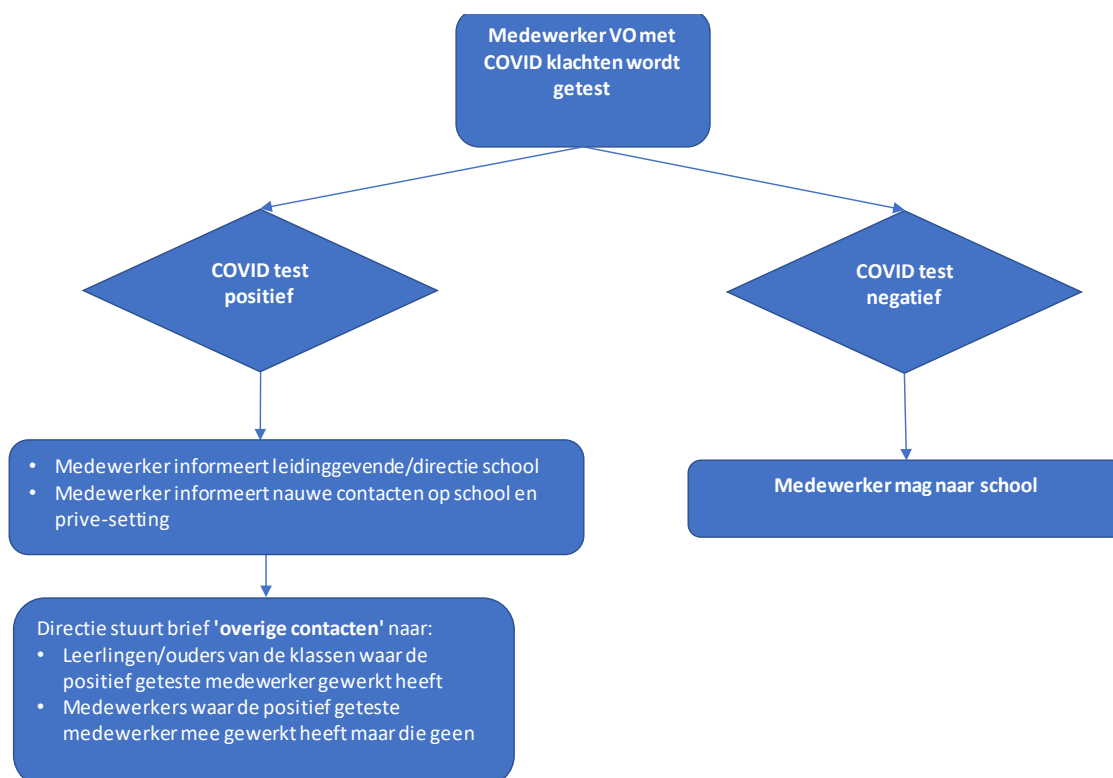 Medewerker VO met
COVID klachten wordt
getest
COVID test
positief
COVID test
negatief
• Medewerker informeert leidinggevende/directie school
• Medewerker informeert nauwe contacten op school en
prive-setting
Medewerker mag naar school
Directie stuurt brief 'overige contacten' naar:
• Leerlingen/ouders van de klassen waar de
positief geteste medewerker gewerkt heeft
• Medewerkers waar de positief geteste
medewerker mee gewerkt heeft maar die geen